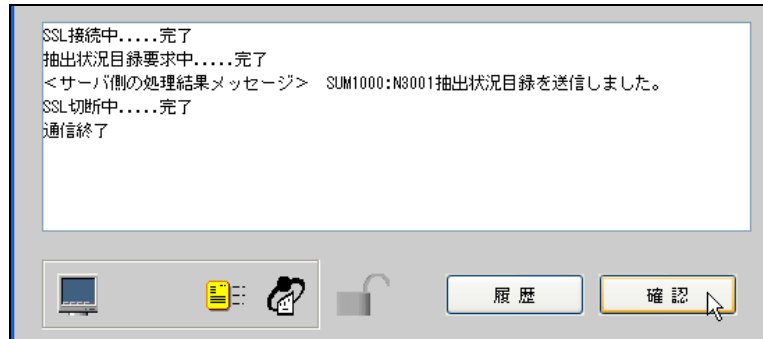 SSL接続中.....完了
抽出状況目録要求中.....完了
＜サーバ側の処理結果メッセージ＞　SUM1000:N3001抽出状況目録を送信しました。
SSL切断中.....完了
通信終了
履 歴
確 認